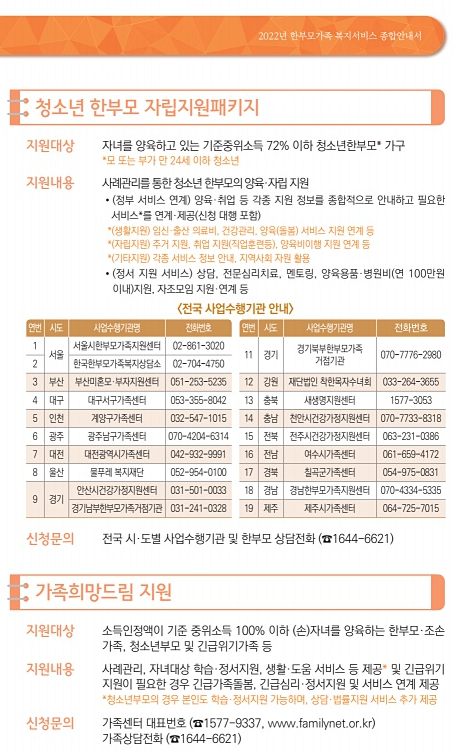 2022년 한부모가족 복지서비스 종합안내서
청소년 한부모 자립지원패키지
지원대상 자녀를 양육하고 있는 기준중위소득 72% 이하 청소년한부모* 가구
*모 또는 부가 만 24세 이하 청소년
지원내용 사례관리를 통한 청소년 한부모의 양육·자립 지원
• (정부 서비스 연계) 양육·취업 등 각종 지원 정보를 종합적으로 안내하고 필요한
서비스*를 연계·제공(신청 대행 포함)
*(생활지원) 임신·출산 의료비, 건강관리, 양육(돌봄) 서비스 지원 연계 등
*(자립지원) 주거 지원, 취업 지원(직업훈련등), 양육비이행 지원 연계 등
*(기타지원) 각종 서비스 정보 안내, 지역사회 자원 활용
• (정서 지원 서비스) 상담, 전문심리치료, 멘토링, 양육용품·병원비(연 100만원
이내)지원, 자조모임 지원·연계 등
<전국 사업수행기관 안내>
연번 시도 사업수행기관명 전화번호
1 서울 서울시한부모가족지원센터 02-861-3020
2 한국한부모가족복지상담소 02-704-4750
3 부산 부산미혼모·부자지원센터 051-253-5235
4 대구 대구서구가족센터 053-355-8042
5 인천 계양구가족센터 032-547-1015
6 광주 광주남구가족센터 070-4204-6314
7 대전 대전광역시가족센터 042-932-9991
8 울산 물푸레 복지재단 052-954-0100
9 경기 안산시건강가정지원센터 031-501-0033
경기남부한부모가족거점기관 031-241-0328
연번 시도 사업수행기관명 전화번호
11 경기 경기북부한부모가족
거점기관 070-7776-2980
12 강원 재단법인 착한목자수녀회 033-264-3655
13 충북 새생명지원센터 1577-3053
14 충남 천안시건강가정지원센터 070-7733-8318
15 전북 전주시건강가정지원센터 063-231-0386
16 전남 여수시가족센터 061-659-4172
17 경북 칠곡군가족센터 054-975-0831
18 경남 경남한부모가족지원센터 070-4334-5335
19 제주 제주시가족센터 064-725-7015
신청문의 전국 시·도별 사업수행기관 및 한부모 상담전화 (☎1644-6621)
가족희망드림 지원
지원대상 소득인정액이 기준 중위소득 100% 이하 (손)자녀를 양육하는 한부모·조손
가족, 청소년부모 및 긴급위기가족 등
지원내용 사례관리, 자녀대상 학습·정서지원, 생활·도움 서비스 등 제공* 및 긴급위기
지원이 필요한 경우 긴급가족돌봄, 긴급심리·정서지원 및 서비스 연계 제공
*청소년부모의 경우 본인도 학습·정서지원 가능하며, 상담·법률지원 서비스 추가 제공
신청문의 가족센터 대표번호 (☎1577-9337, www.familynet.or.kr)
가족상담전화 (☎1644-6621)